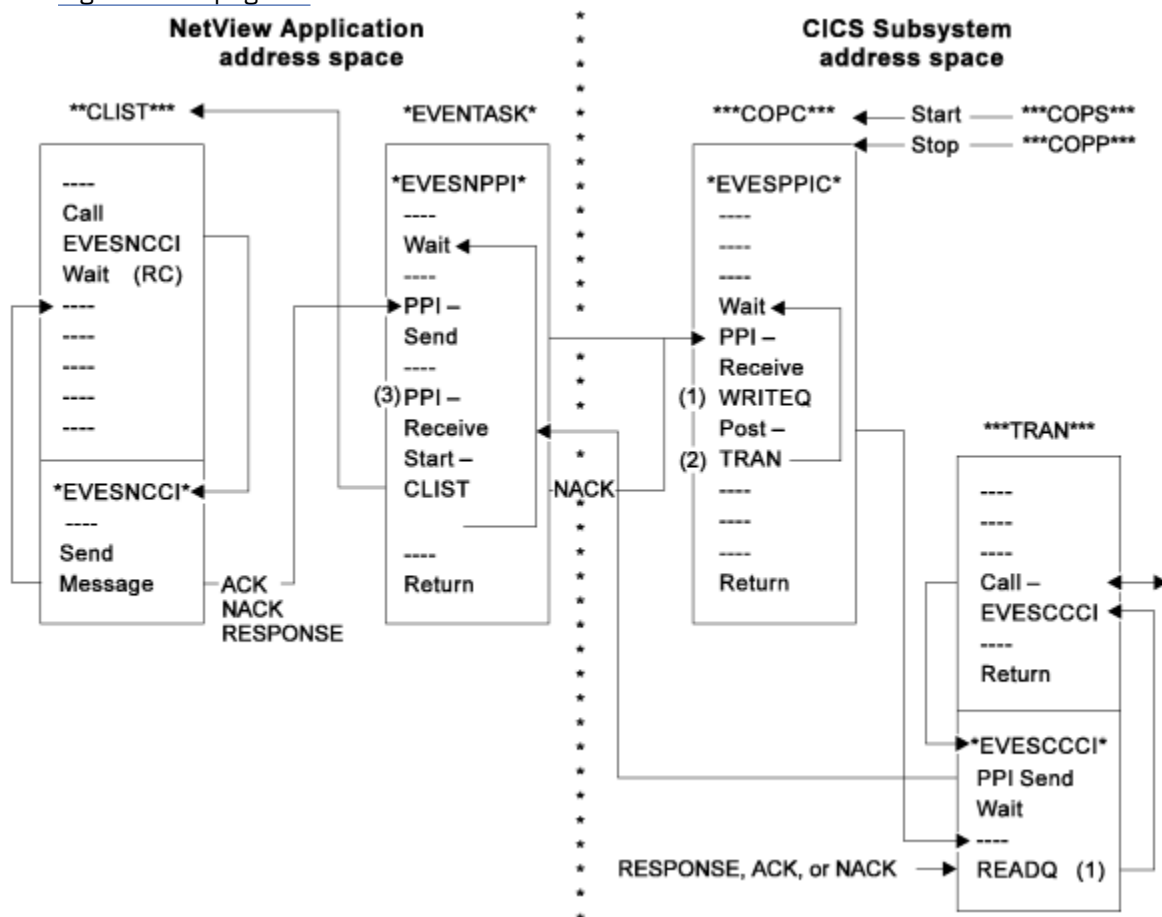 NetView Application
address space
CICS Subsystem
address space
**CLIST***
*EVENTASK*
***COPC***
Start
***COPS***
Stop
***COPP***
----
Call
EVESNCCI
Wait (RC)
----
----
----
----
----
*EVESNCCI*
----
Send
Message
ACK
NACK
RESPONSE
*EVESNPPI*
----
Wait
----
PPI –
Send
----
(3) PPI –
Receive
Start –
CLIST
----
Return
NACK
*EVESPPIC*
----
----
----
Wait
PPI –
Receive
(1) WRITEQ
Post –
(2) TRAN
----
----
----
Return
***TRAN***
----
----
----
Call –
EVESCCCI
----
Return
*EVESCCCI*
PPI Send
Wait
----
RESPONSE, ACK, or NACK
READQ (1)